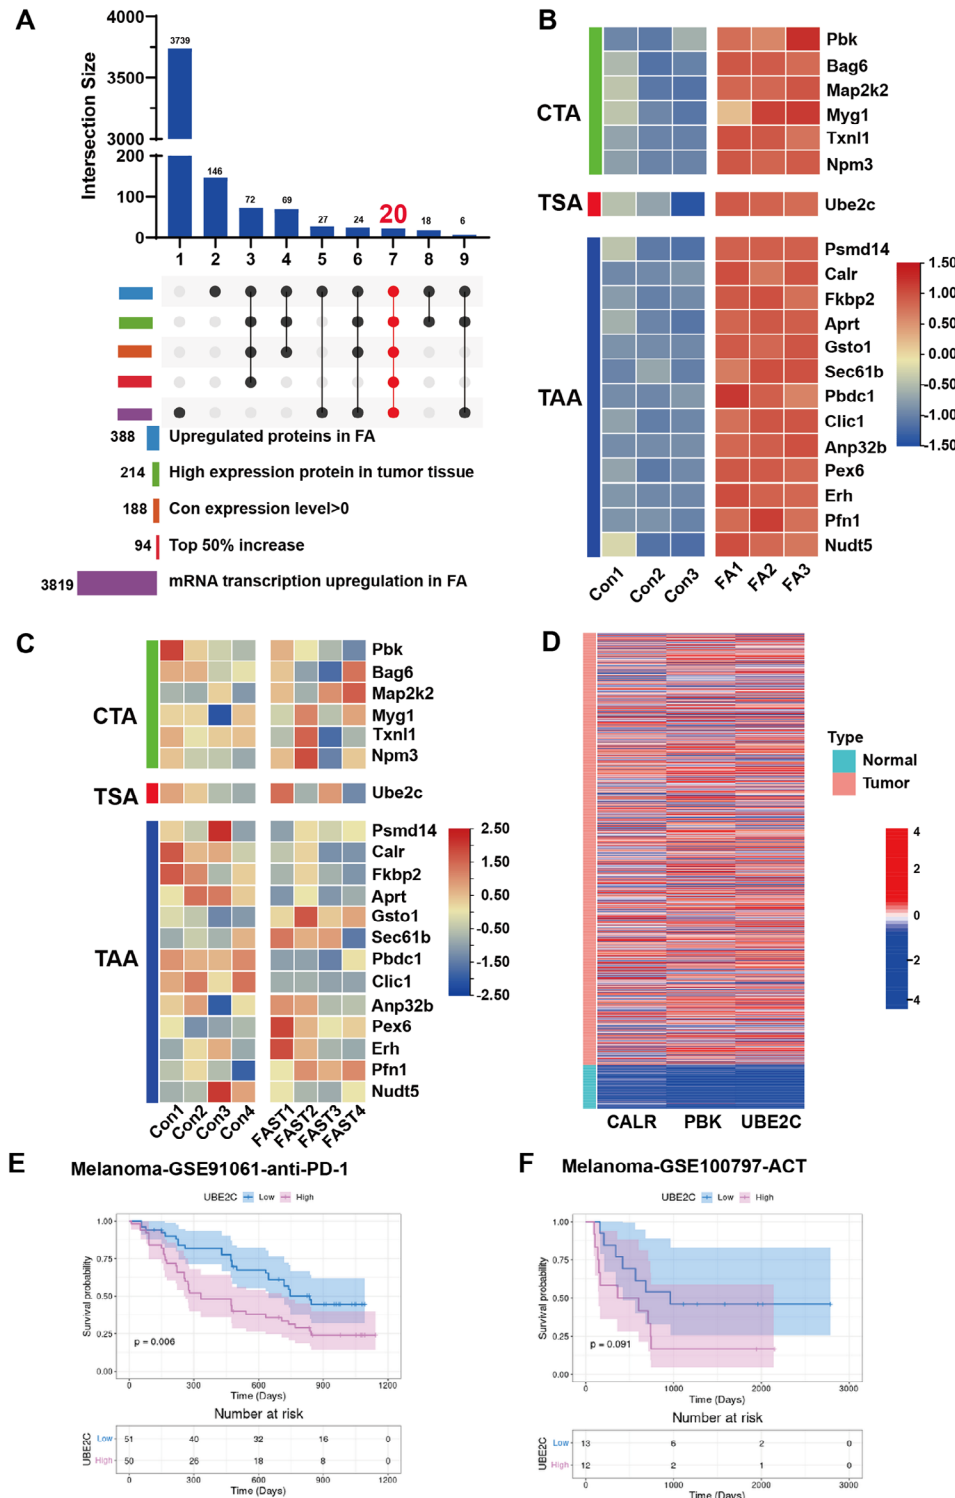 A
Intersection Size
4000
3500
3000
200
100
0
3739
146
72
69
27
24
20
18
6
1 2 3 4 5 6 7 8 9
388 Upregulated proteins in FA
214 High expression protein in tumor tissue
188 Con expression level>0
94 Top 50% increase
3819 mRNA transcription upregulation in FA
B
CTA
Pbk
Bag6
Map2k2
Myg1
Txnl1
Npm3
TSA
Ube2c
TAA
Psmd14
Calr
Fkbp2
Aprt
Gsto1
Sec61b
Pbdc1
Clic1
Anp32b
Pex6
Erh
Pfn1
Nudt5
Con1 Con2 Con3 FA1 FA2 FA3
1.50
1.00
0.50
0.00
-0.50
-1.00
-1.50
C
CTA
Pbk
Bag6
Map2k2
Myg1
Txnl1
Npm3
TSA
Ube2c
TAA
Psmd14
Calr
Fkbp2
Aprt
Gsto1
Sec61b
Pbdc1
Clic1
Anp32b
Pex6
Erh
Pfn1
Nudt5
Con1 Con2 Con3 Con4 FAST1 FAST2 FAST3 FAST4
2.50
1.50
0.50
-0.50
-1.50
-2.50
D
CALR PBK UBE2C
Type
Normal
Tumor
4
2
0
-2
-4
E
Melanoma-GSE91061-anti-PD-1
UBE2C Low High
Survival probability
1.00
0.75
0.50
0.25
0.00
p = 0.006
0 300 600 900 1200
Time (Days)
Number at risk
UBE2C
Low 51 40 32 16 0
High 50 26 18 8 0
0 300 600 900 1200
Time (Days)
F
Melanoma-GSE100797-ACT
UBE2C Low High
Survival probability
1.00
0.75
0.50
0.25
0.00
p = 0.091
0 1000 2000 3000
Time (Days)
Number at risk
UBE2C
Low 13 6 2 0
High 12 2 1 0
0 1000 2000 3000
Time (Days)